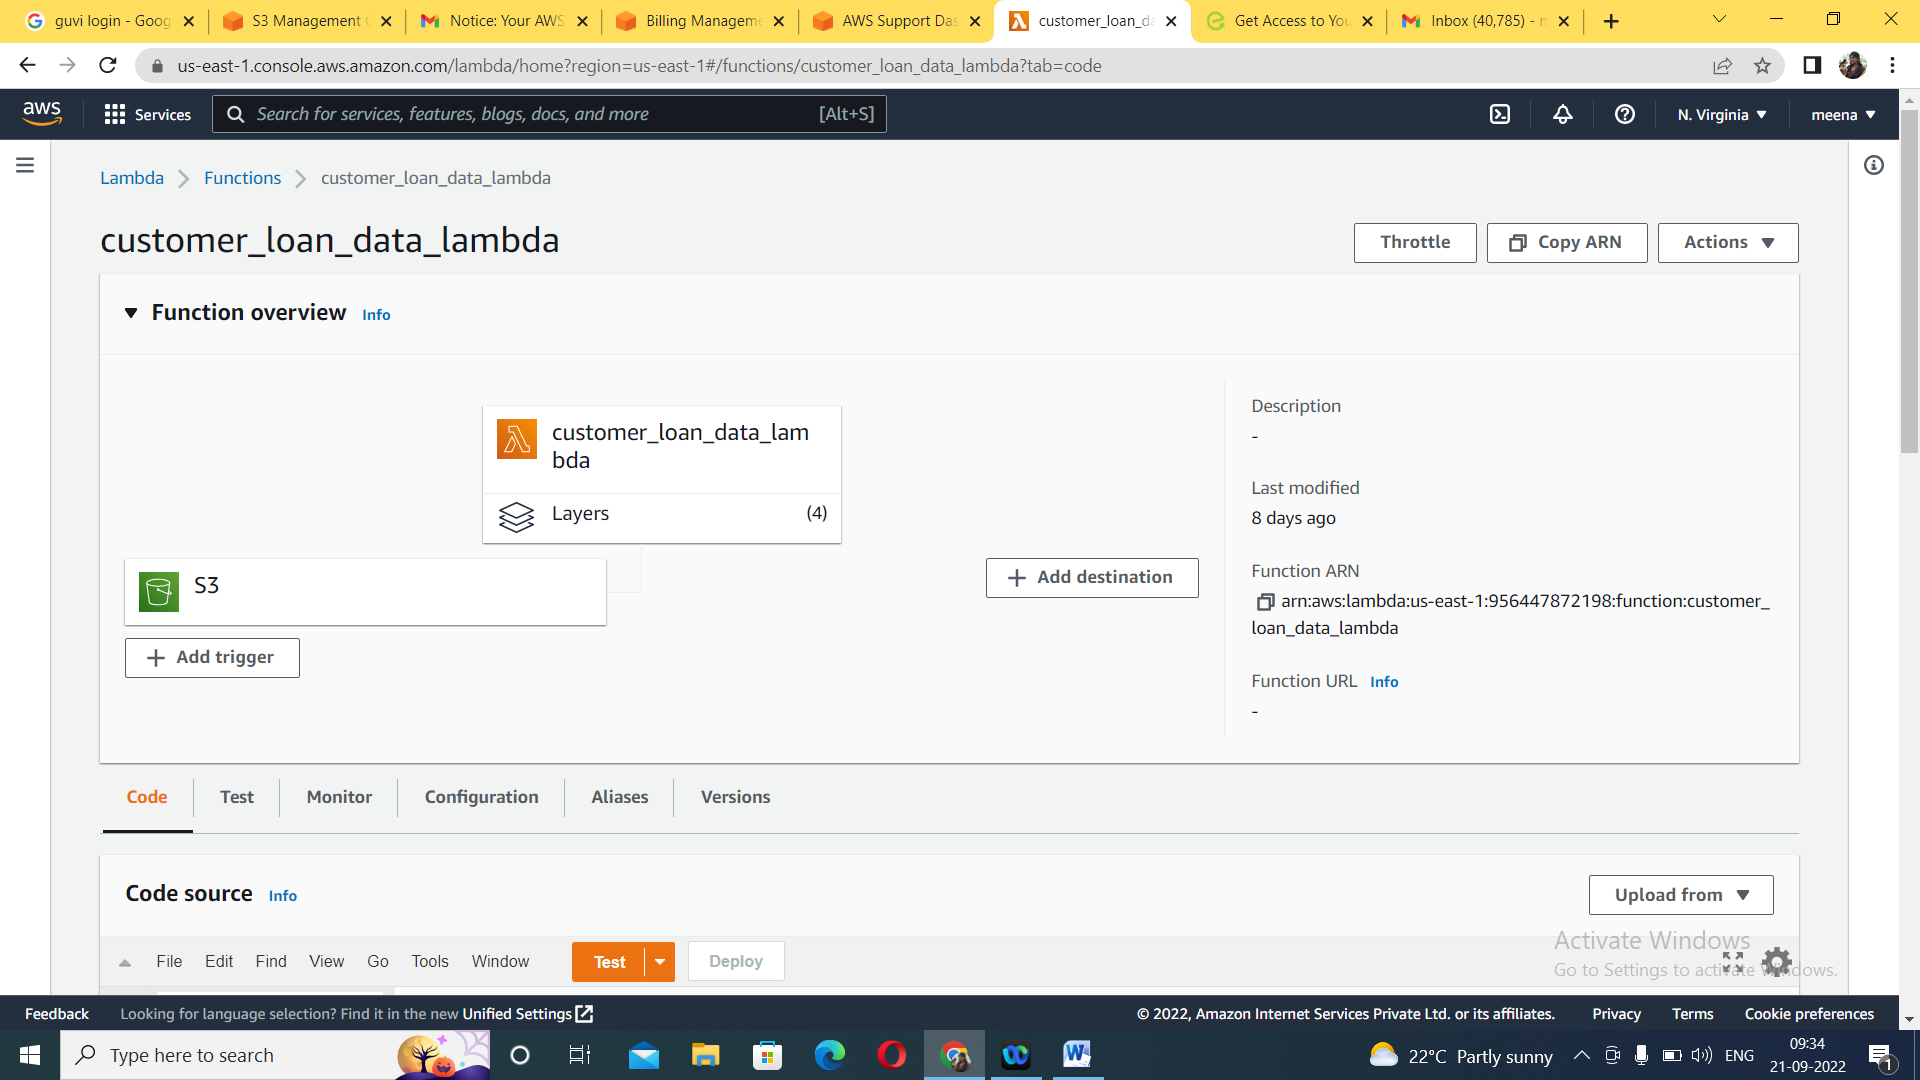 guvi login - Goog
S3 Management C
Notice: Your AWS
Billing Manageme
AWS Support Das
customer_loan_da
Get Access to You
Inbox (40,785) - m
us-east-1.console.aws.amazon.com/lambda/home?region=us-east-1#/functions/customer_loan_data_lambda?tab=code
aws
Services
Search for services, features, blogs, docs, and more
[Alt+S]
N. Virginia
meena
Lambda
Functions
customer_loan_data_lambda
customer_loan_data_lambda
Throttle
Copy ARN
Actions
Function overview
Info
customer_loan_data_lam
bda
Layers
(4)
S3
Add trigger
Add destination
Description
-
Last modified
8 days ago
Function ARN
arn:aws:lambda:us-east-1:956447872198:function:customer_
loan_data_lambda
Function URL
Info
-
Code
Test
Monitor
Configuration
Aliases
Versions
Code source
Info
Upload from
File
Edit
Find
View
Go
Tools
Window
Test
Deploy
Activate Windows
Go to Settings to activate Windows.
Feedback
Looking for language selection? Find it in the new Unified Settings
© 2022, Amazon Internet Services Private Ltd. or its affiliates.
Privacy
Terms
Cookie preferences
Type here to search
22°C Partly sunny
ENG
09:34
21-09-2022
1